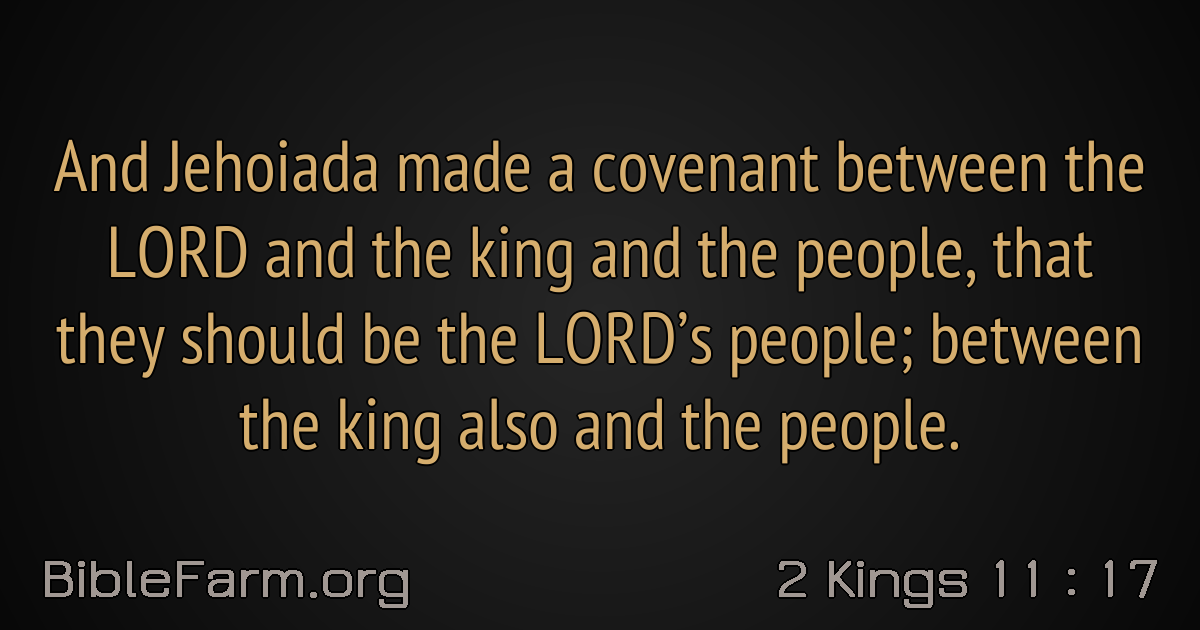 And Jehoiada made a covenant between the
LORD and the king and the people, that
they should be the LORD’s people; between
the king also and the people.
BibleFarm.org
2 Kings 11 : 17